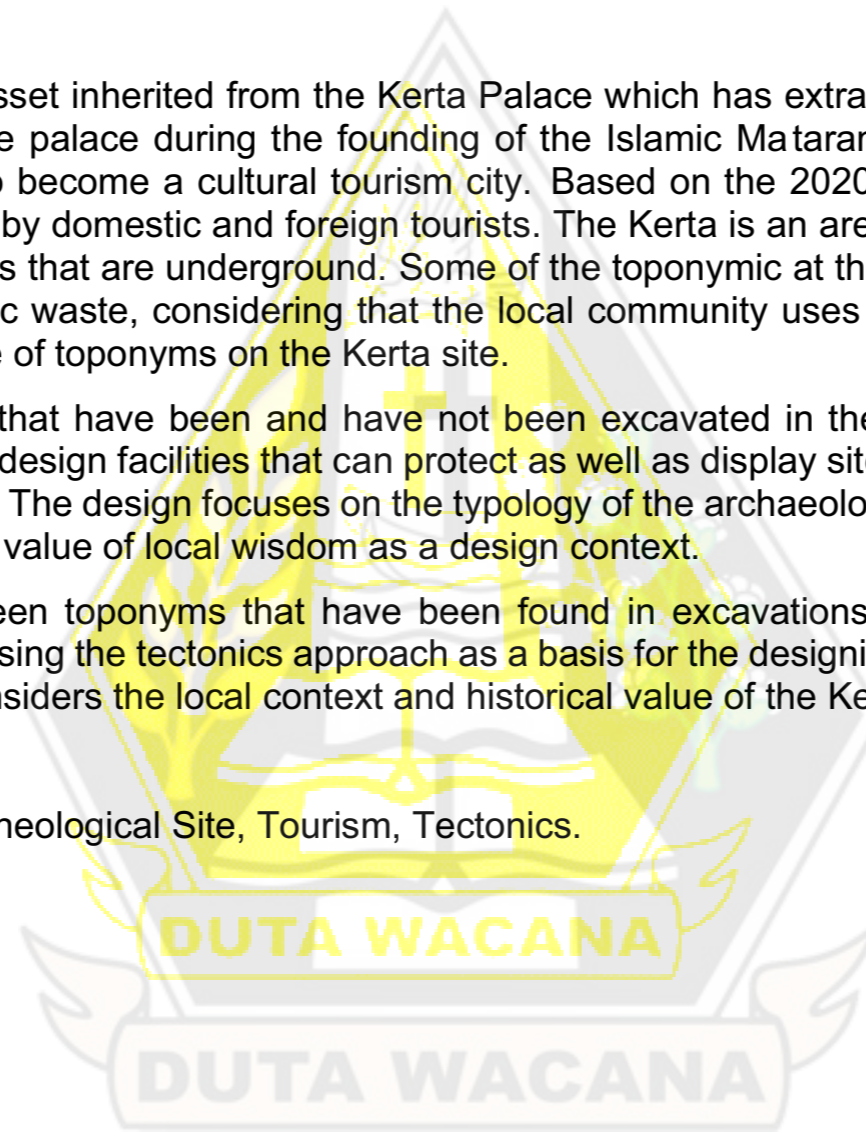 sset inherited from the Kerta Palace which has extra
e palace during the founding of the Islamic Mataram
o become a cultural tourism city. Based on the 2020
by domestic and foreign tourists. The Kerta is an are
s that are underground. Some of the toponymic at th
c waste, considering that the local community uses
e of toponyms on the Kerta site.
that have been and have not been excavated in the
design facilities that can protect as well as display site
The design focuses on the typology of the archaeolo
value of local wisdom as a design context.
een toponyms that have been found in excavations
sing the tectonics approach as a basis for the designi
nsiders the local context and historical value of the Ke
heological Site, Tourism, Tectonics.
DUTA WACANA
DUTA WACANA